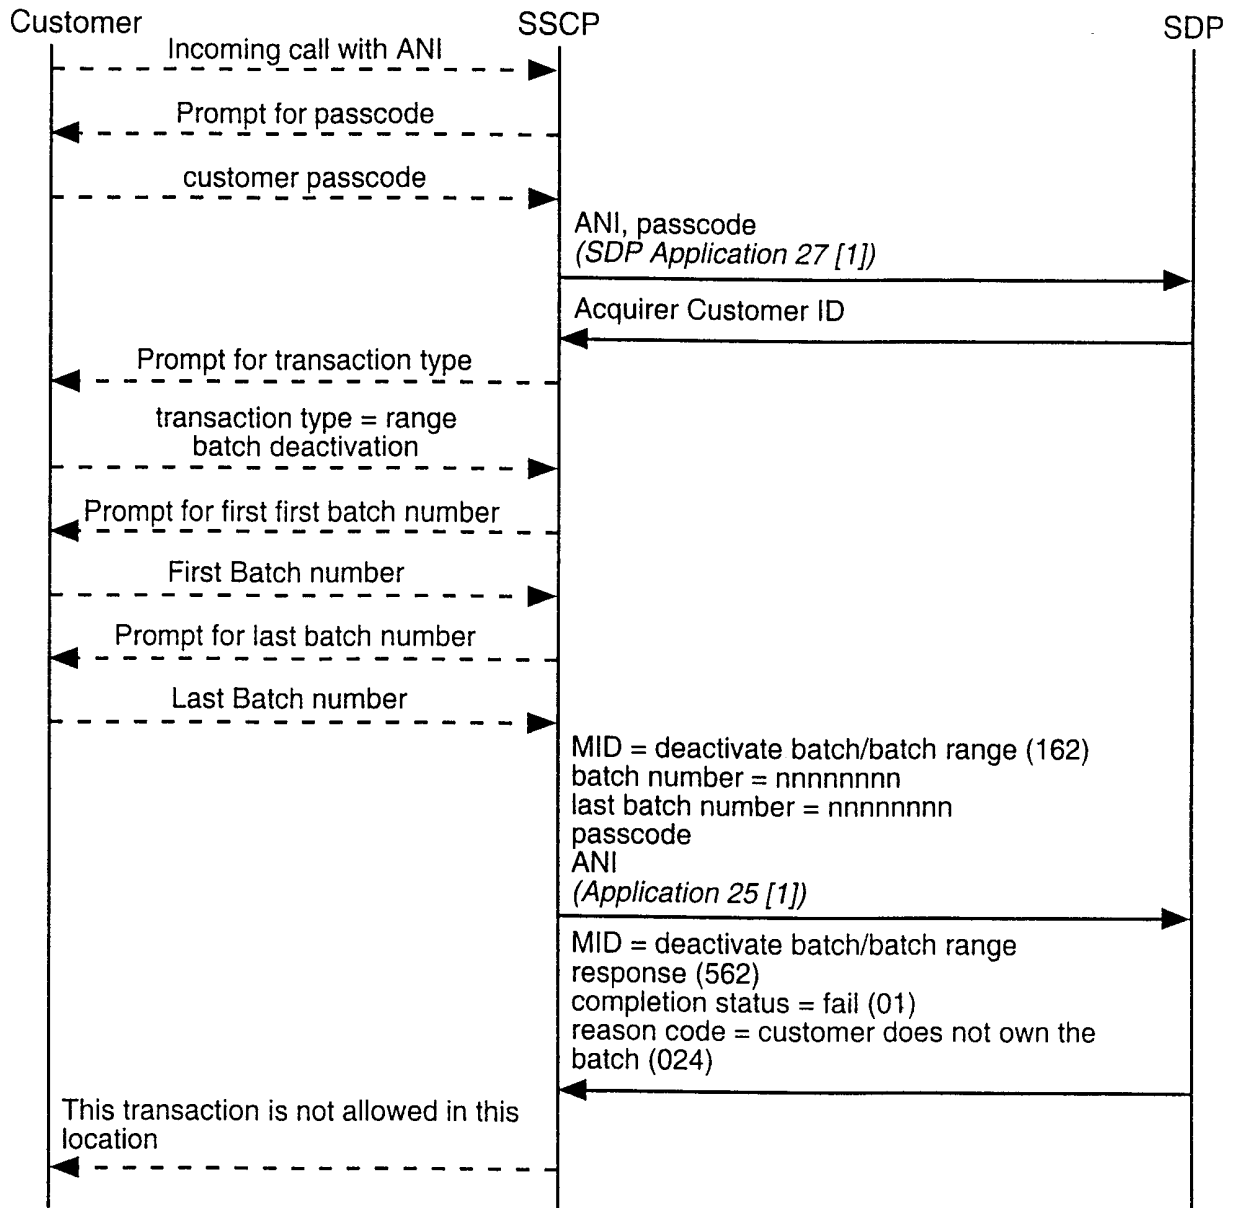 Customer
SSCP
SDP
Incoming call with ANI
Prompt for passcode
customer passcode
ANI, passcode
(SDP Application 27 [1])
Acquirer Customer ID
Prompt for transaction type
transaction type = range
batch deactivation
Prompt for first first batch number
First Batch number
Prompt for last batch number
Last Batch number
MID = deactivate batch/batch range (162)
batch number = nnnnnnnn
last batch number = nnnnnnnn
passcode
ANI
(Application 25 [1])
MID = deactivate batch/batch range
response (562)
completion status = fail (01)
reason code = customer does not own the
batch (024)
This transaction is not allowed in this
location